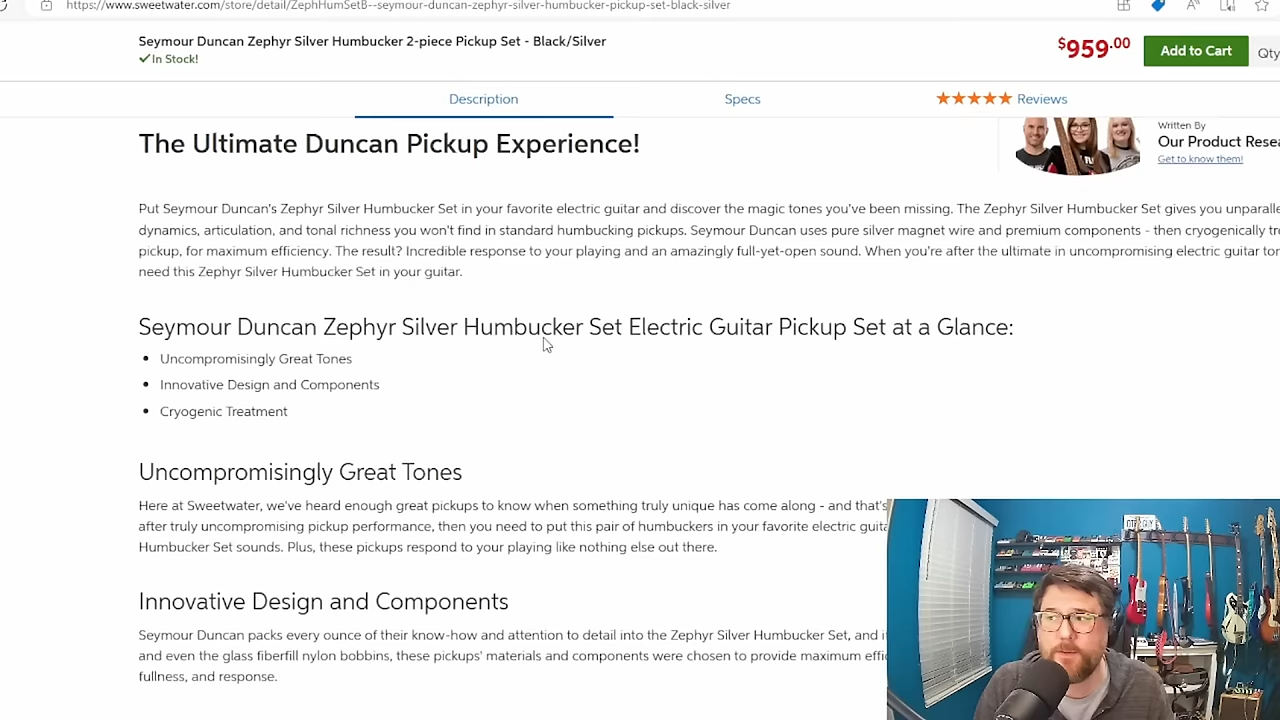 https://www.sweetwater.com/store/detail/ZephHumSetB--seymour-duncan-zephyr-silver-humbucker-pickup-set-black-silver
Seymour Duncan Zephyr Silver Humbucker 2-piece Pickup Set - Black/Silver
In Stock!
$959.00
Add to Cart
Qty
Description
Specs
Reviews
The Ultimate Duncan Pickup Experience!
Written By
Our Product Resea
Get to know them!
Put Seymour Duncan's Zephyr Silver Humbucker Set in your favorite electric guitar and discover the magic tones you've been missing. The Zephyr Silver Humbucker Set gives you unparalle
dynamics, articulation, and tonal richness you won't find in standard humbucking pickups. Seymour Duncan uses pure silver magnet wire and premium components - then cryogenically tre
pickup, for maximum efficiency. The result? Incredible response to your playing and an amazingly full-yet-open sound. When you're after the ultimate in uncompromising electric guitar ton
need this Zephyr Silver Humbucker Set in your guitar.
Seymour Duncan Zephyr Silver Humbucker Set Electric Guitar Pickup Set at a Glance:
Uncompromisingly Great Tones
Innovative Design and Components
Cryogenic Treatment
Uncompromisingly Great Tones
Here at Sweetwater, we've heard enough great pickups to know when something truly unique has come along - and that's
after truly uncompromising pickup performance, then you need to put this pair of humbuckers in your favorite electric guita
Humbucker Set sounds. Plus, these pickups respond to your playing like nothing else out there.
Innovative Design and Components
Seymour Duncan packs every ounce of their know-how and attention to detail into the Zephyr Silver Humbucker Set, and i
and even the glass fiberfill nylon bobbins, these pickups' materials and components were chosen to provide maximum effic
fullness, and response.